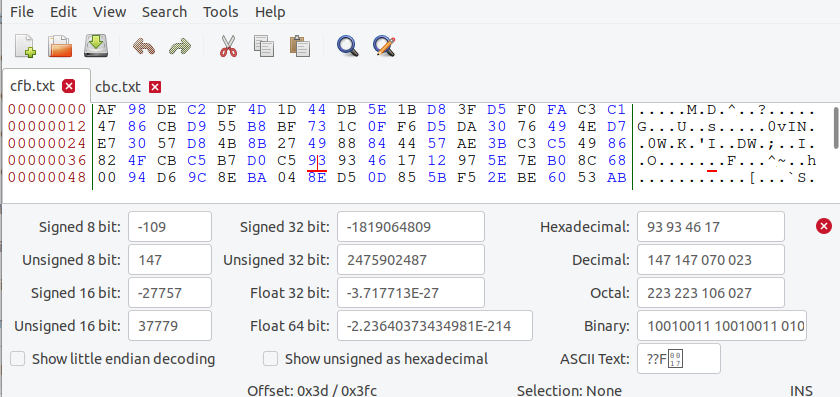 File Edit View Search Tools Help
cfb.txt cbc.txt
00000000 AF 98 DE C2 DF 4D 1D 44 DB 5E 1B D8 3F D5 F0 FA C3 C1 .....M.D.^..?.....
00000012 47 86 CB D9 55 B8 BF 73 1C 0F F6 D5 DA 30 76 49 4E D7 G...U..s.....0vIN.
00000024 E7 30 57 D8 4B 8B 27 49 88 84 44 57 AE 3B C3 C5 49 86 .0W.K.'I..DW.;..I.
00000036 82 4F CB C5 B7 D0 C5 93 93 46 17 12 97 5E 7E B0 8C 68 .O.......F...^~..h
00000048 00 94 D6 9C 8E BA 04 8E D5 0D 85 5B F5 2E BE 60 53 AB ...........[...`S.
Signed 8 bit: -109 Signed 32 bit: -1819064809 Hexadecimal: 93 93 46 17
Unsigned 8 bit: 147 Unsigned 32 bit: 2475902487 Decimal: 147 147 070 023
Signed 16 bit: -27757 Float 32 bit: -3.717713E-27 Octal: 223 223 106 027
Unsigned 16 bit: 37779 Float 64 bit: -2.23640373434981E-214 Binary: 10010011 10010011 010
Show little endian decoding Show unsigned as hexadecimal ASCII Text: ??F
Offset: 0x3d / 0x3fc Selection: None INS